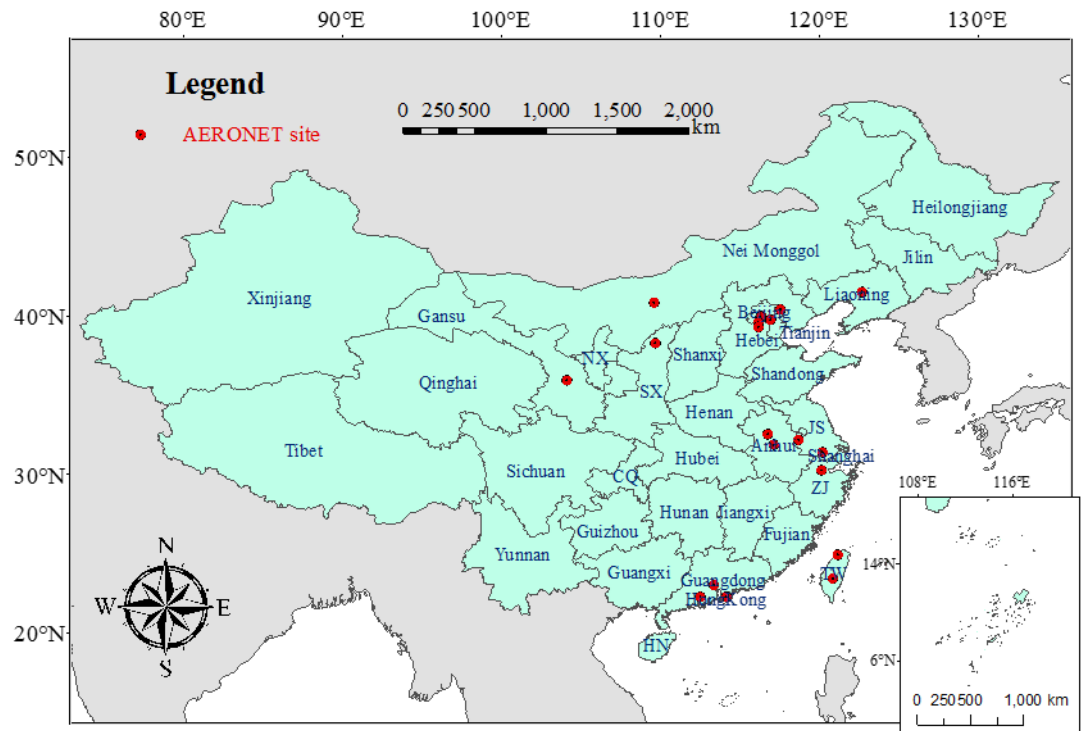 80°E 90°E 100°E 110°E 120°E 130°E
Legend
AERONET site
0 250 500 1,000 1,500 2,000
km
50°N
40°N
30°N
20°N
Heilongjiang
Nei Monggol
Jilin
Xinjiang
Liaoning
Gansu
Beijing
Tianjin
Hebei
NX
Shanxi
Qinghai
Shandong
SX
Henan
JS
Anhui
Tibet
Shanghai
Sichuan
CQ
Hubei
ZJ
Hunan
Jiangxi
Guizhou
Fujian
Yunnan
Guangxi
Guangdong
TW
HongKong
HN
N
W E
S
108°E 116°E
14°N
6°N
0 250 500 1,000 km